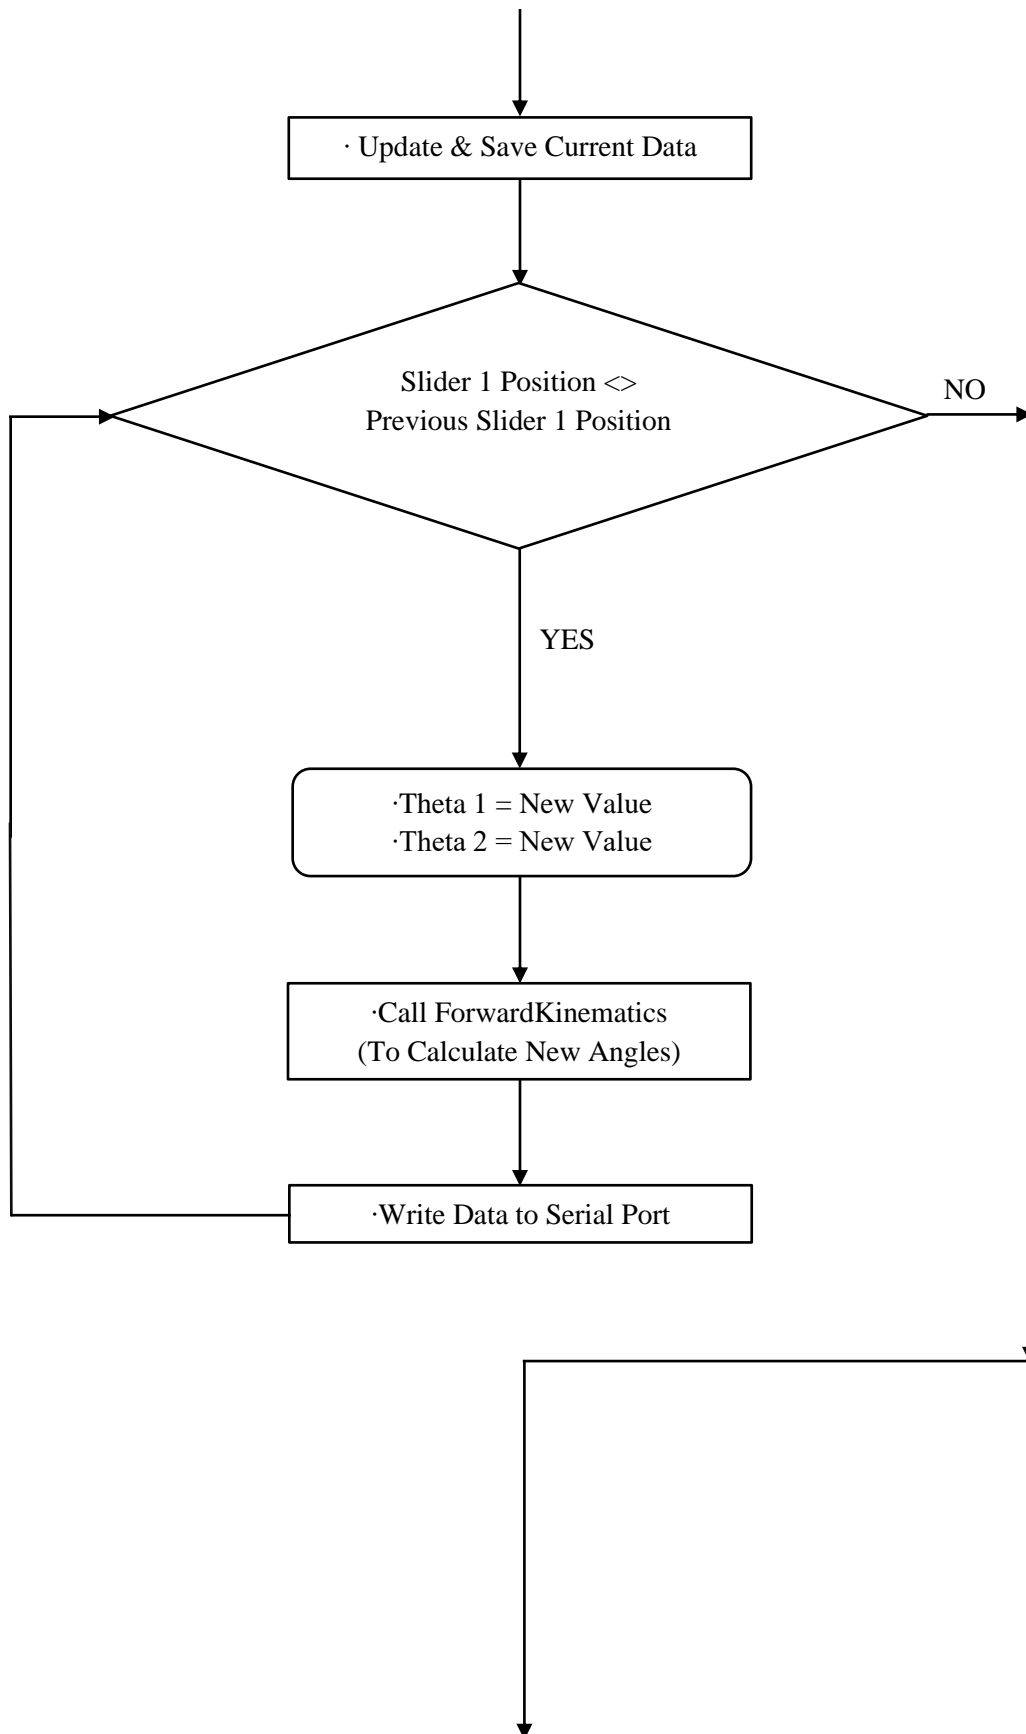 · Update & Save Current Data
Slider 1 Position <>
Previous Slider 1 Position
NO
YES
·Theta 1 = New Value
·Theta 2 = New Value
·Call ForwardKinematics
(To Calculate New Angles)
·Write Data to Serial Port